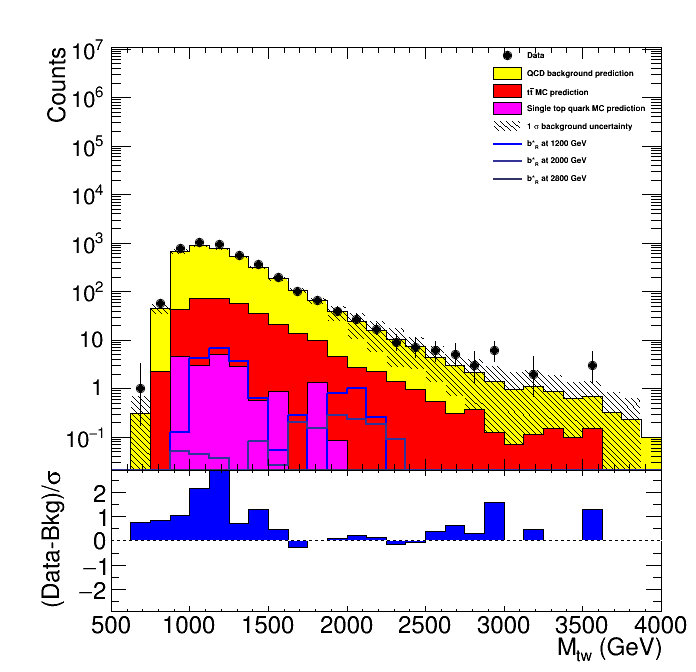 Counts
10⁷
10⁶
10⁵
10⁴
10³
10²
10
1
10⁻¹
Data
QCD background prediction
tt̄ MC prediction
Single top quark MC prediction
1 σ background uncertainty
b*R at 1200 GeV
b*R at 2000 GeV
b*R at 2800 GeV
(Data-Bkg)/σ
2
1
0
−1
−2
500 1000 1500 2000 2500 3000 3500 4000
Mtw (GeV)